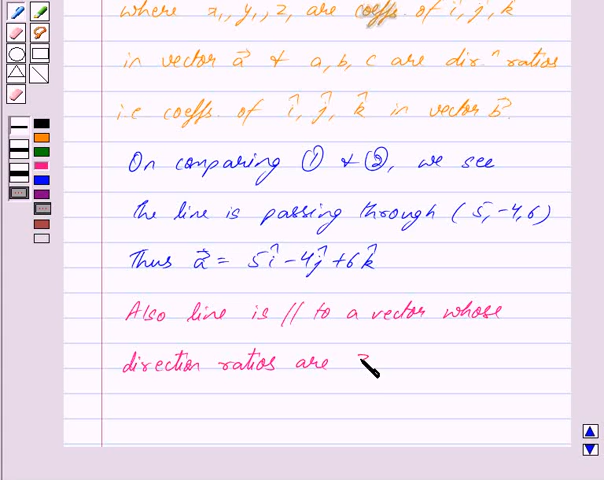 where x₁, y₁, z, are coeffs. of î, ĵ, k̂
in vector a⃗ & a, b, c are dir.ⁿ ratios
i.e coeffs. of î, ĵ, k̂ in vector b⃗.
On comparing ① & ②, we see
the line is passing through (5, -4, 6)
Thus a⃗ = 5î - 4ĵ + 6k̂
Also line is // to a vector whose
direction ratios are